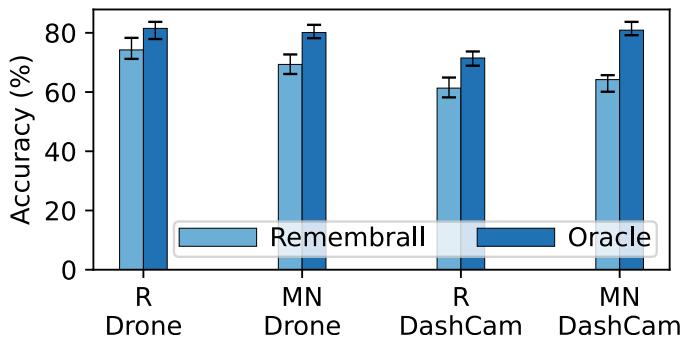 Accuracy (%)
80
60
40
20
0
Remembrall
Oracle
R
Drone
MN
Drone
R
DashCam
MN
DashCam